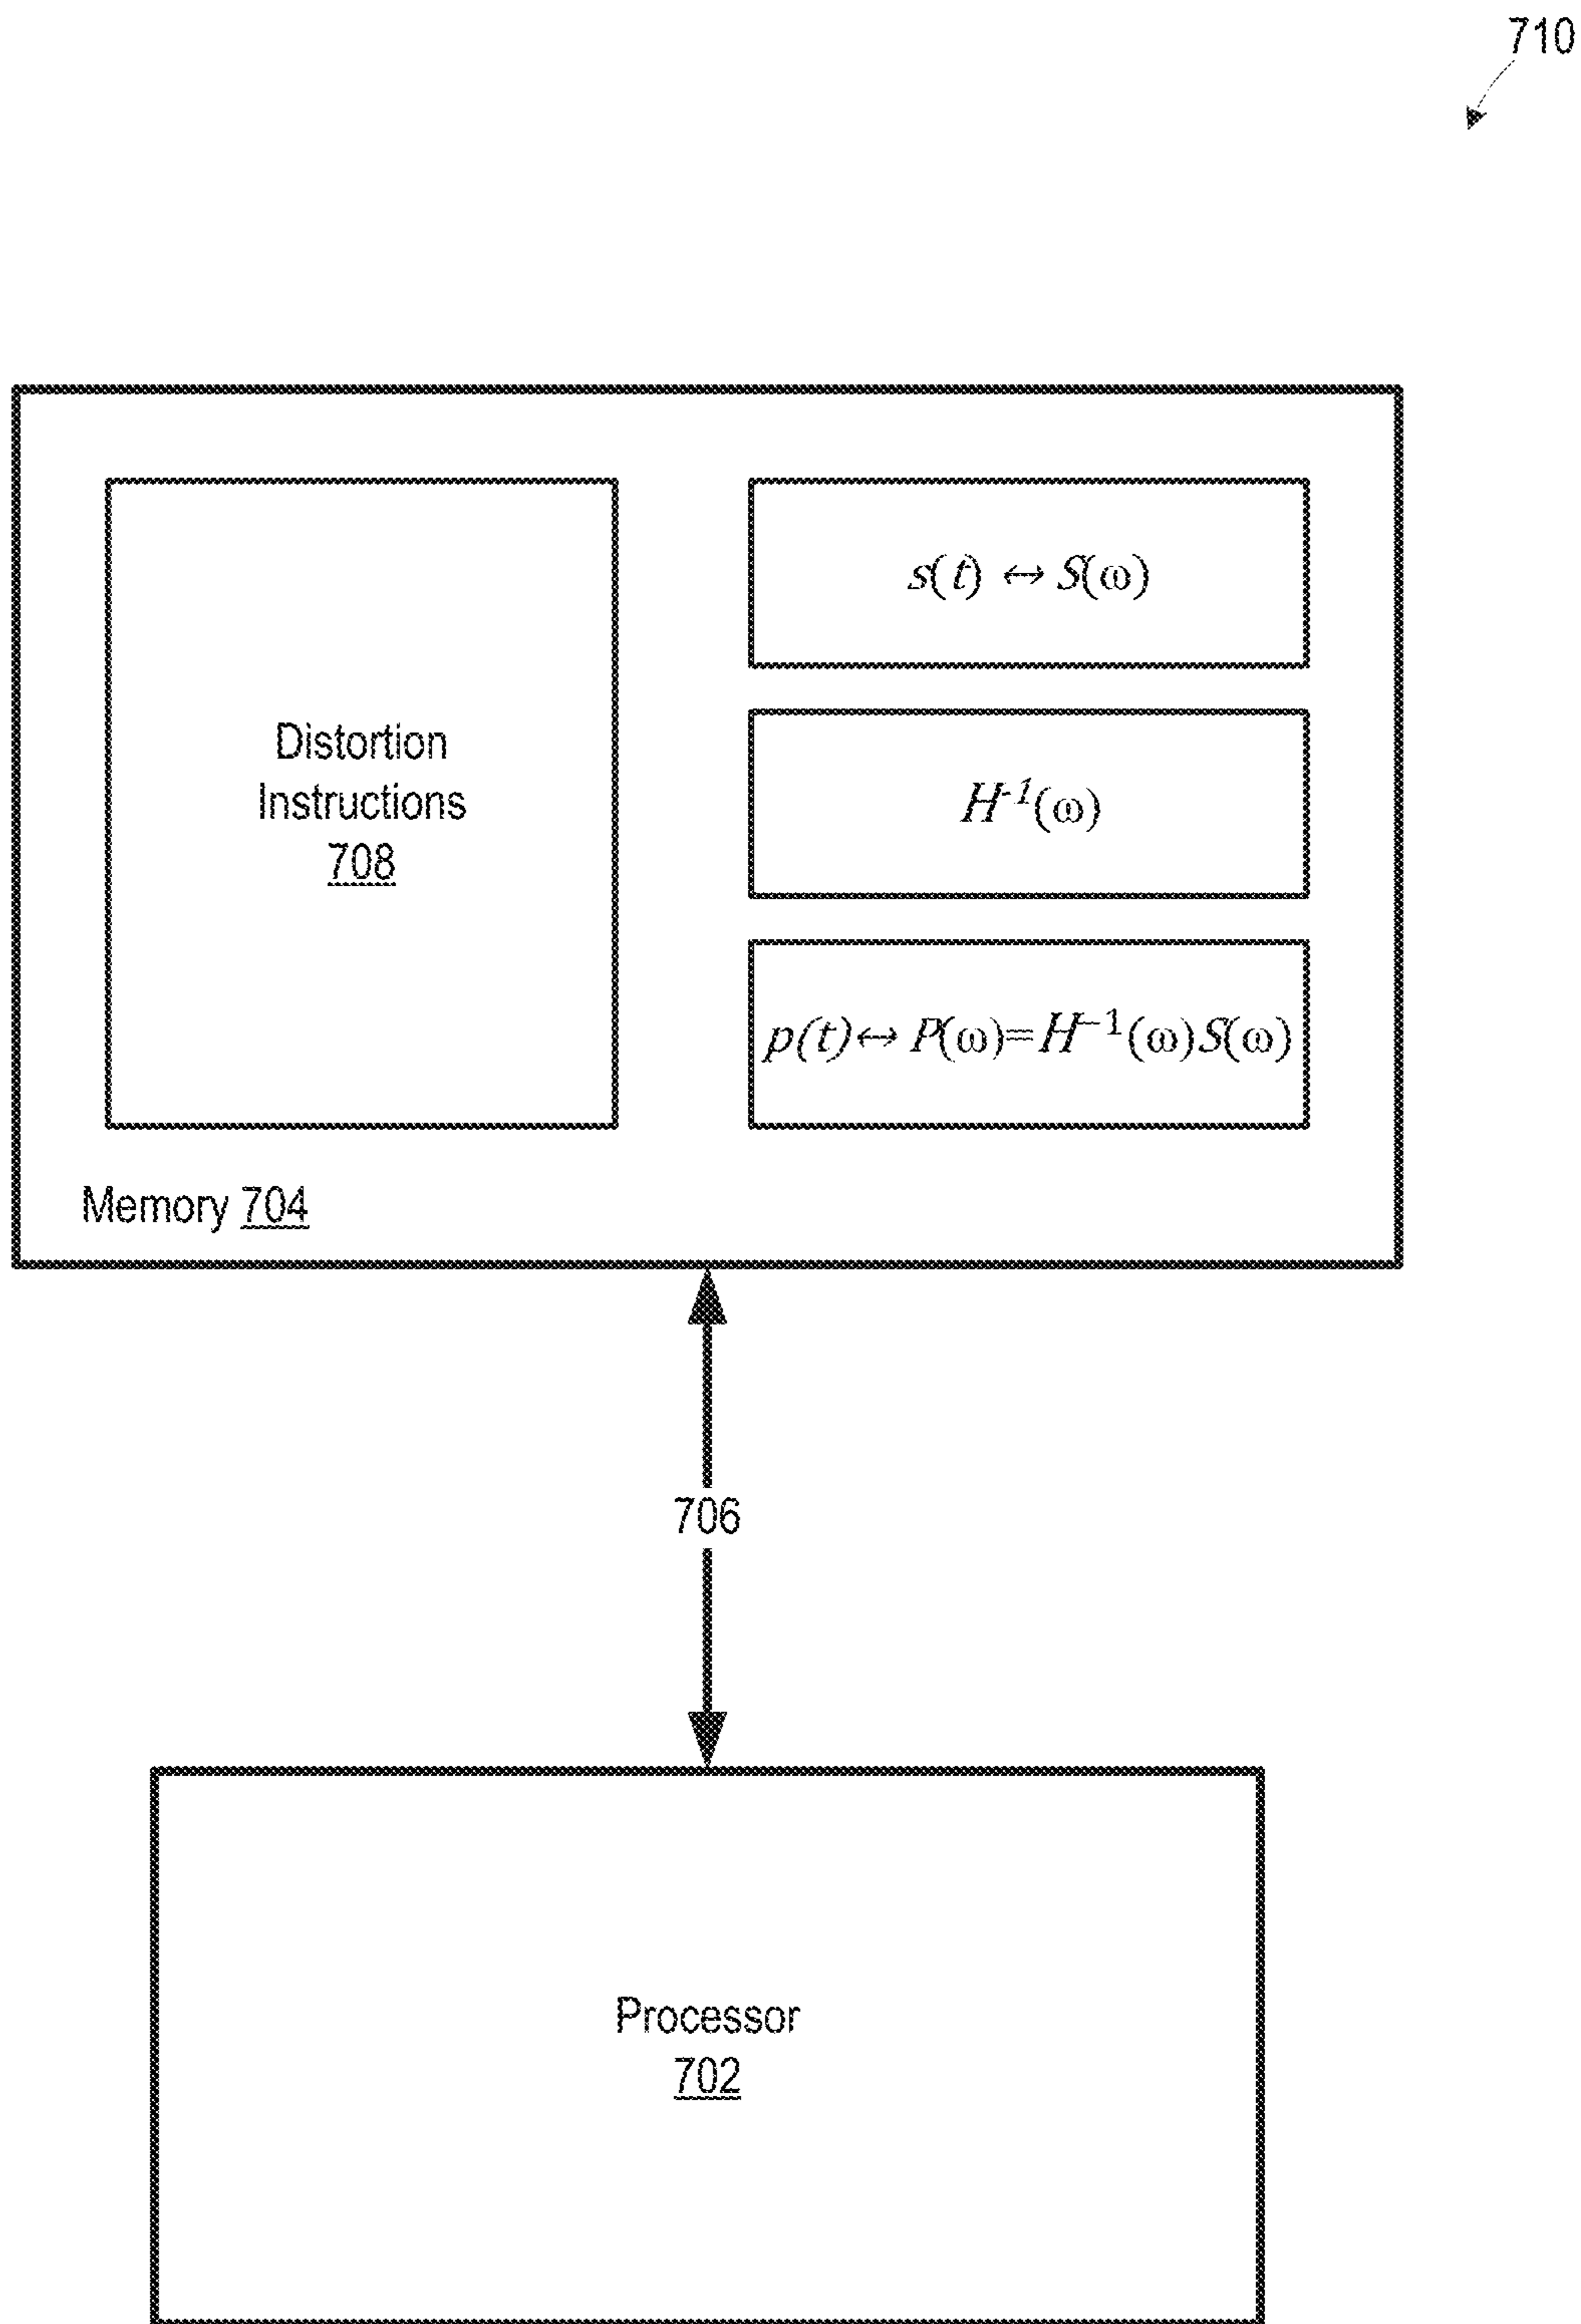 710
Distortion
Instructions
708
s(t) ↔ S(ω)
H⁻¹(ω)
p(t)↔ P(ω)=H⁻¹(ω)S(ω)
Memory 704
706
Processor
702